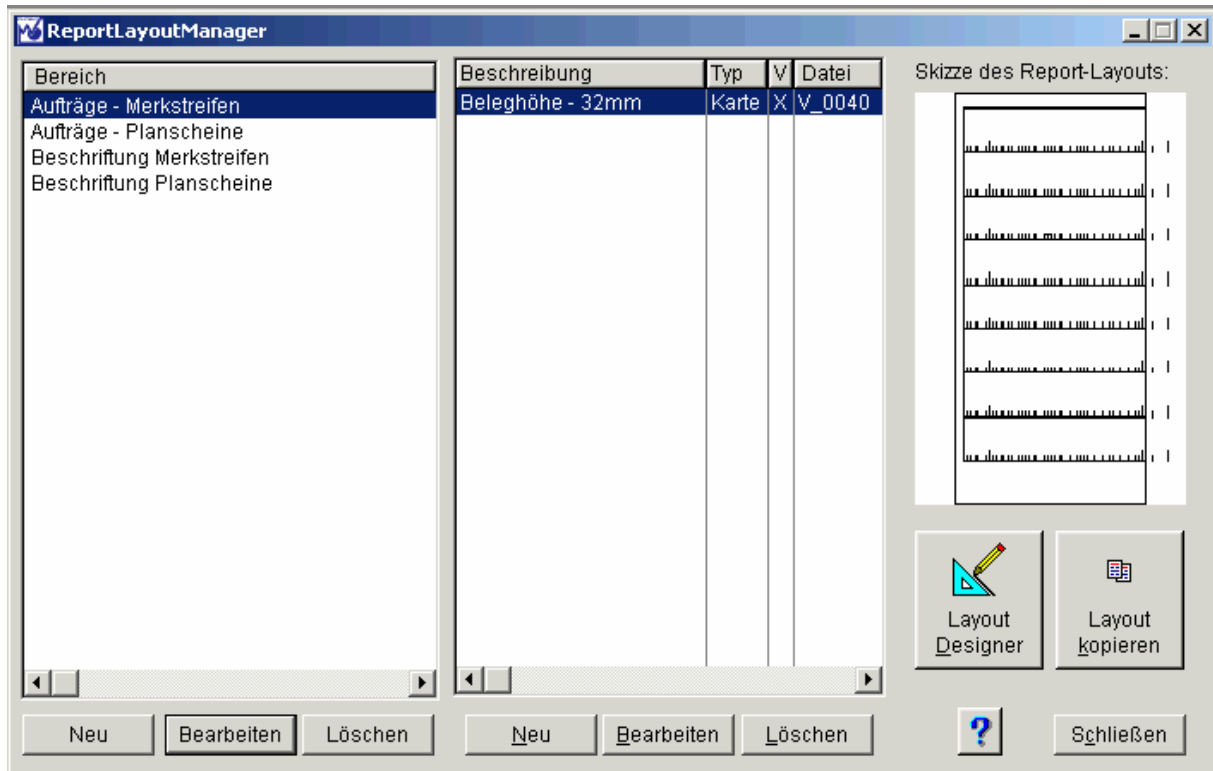 ReportLayoutManager
Bereich
Aufträge - Merkstreifen
Aufträge - Planscheine
Beschriftung Merkstreifen
Beschriftung Planscheine
Neu Bearbeiten Löschen
Beschreibung Typ V Datei
Beleghöhe - 32mm Karte X V_0040
Neu Bearbeiten Löschen
Skizze des Report-Layouts:
Layout
Designer
Layout
kopieren
?
Schließen